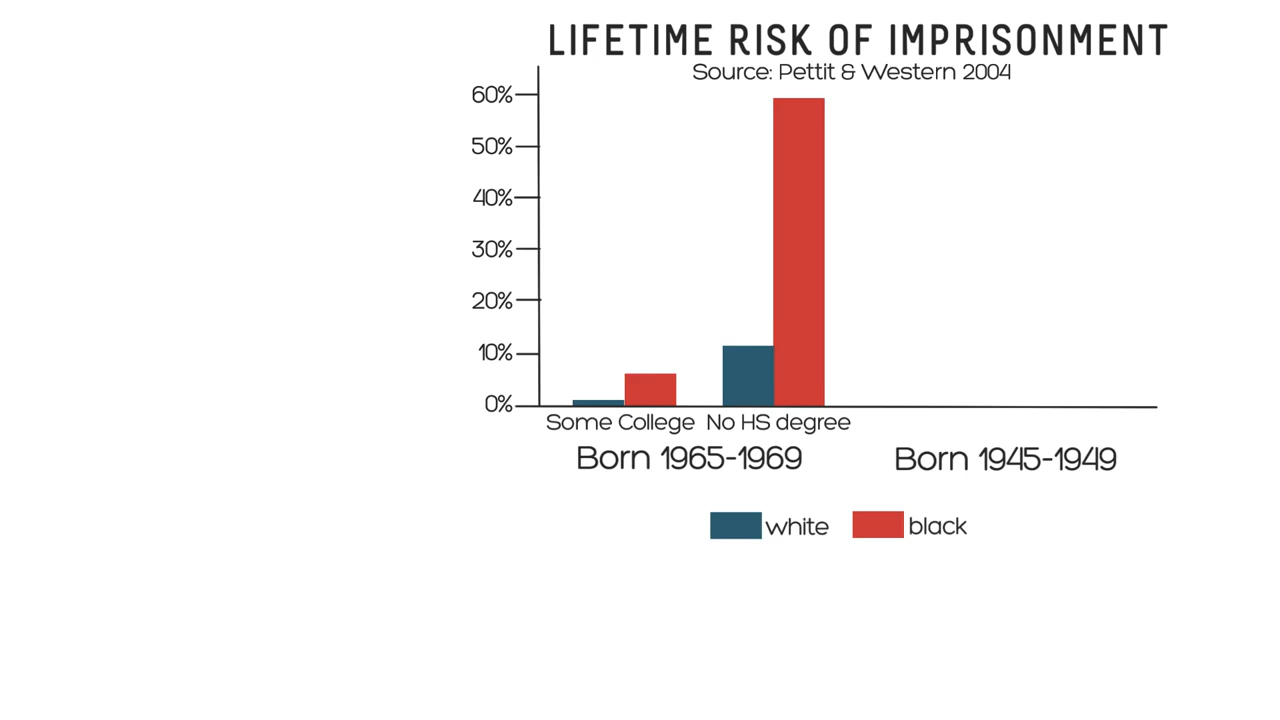 LIFETIME RISK OF IMPRISONMENT
Source: Pettit & Western 2004
60%
50%
40%
30%
20%
10%
0%
Some College No HS degree
Born 1965-1969 Born 1945-1949
white black